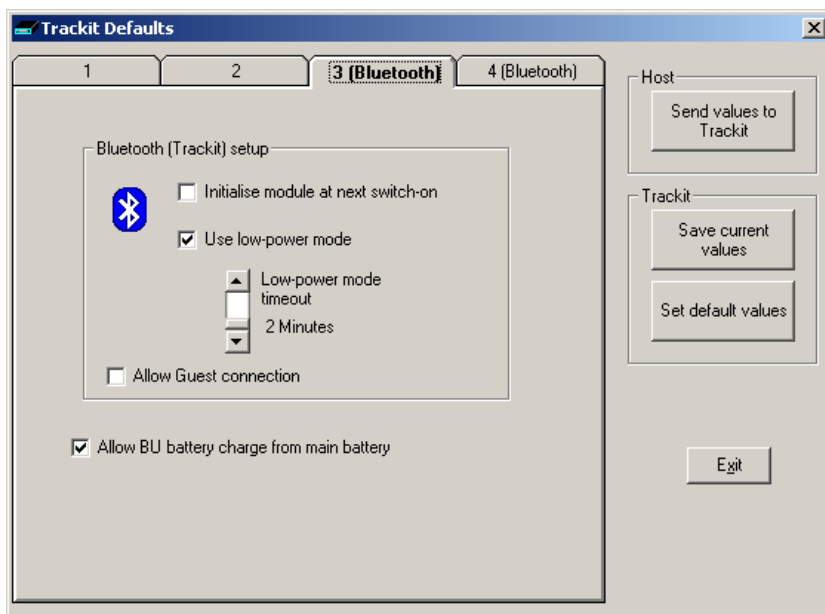 Trackit Defaults
1
2
3 (Bluetooth)
4 (Bluetooth)
Bluetooth (Trackit) setup
Initialise module at next switch-on
Use low-power mode
Low-power mode
timeout
2 Minutes
Allow Guest connection
Allow BU battery charge from main battery
Host
Send values to
Trackit
Trackit
Save current
values
Set default values
Exit